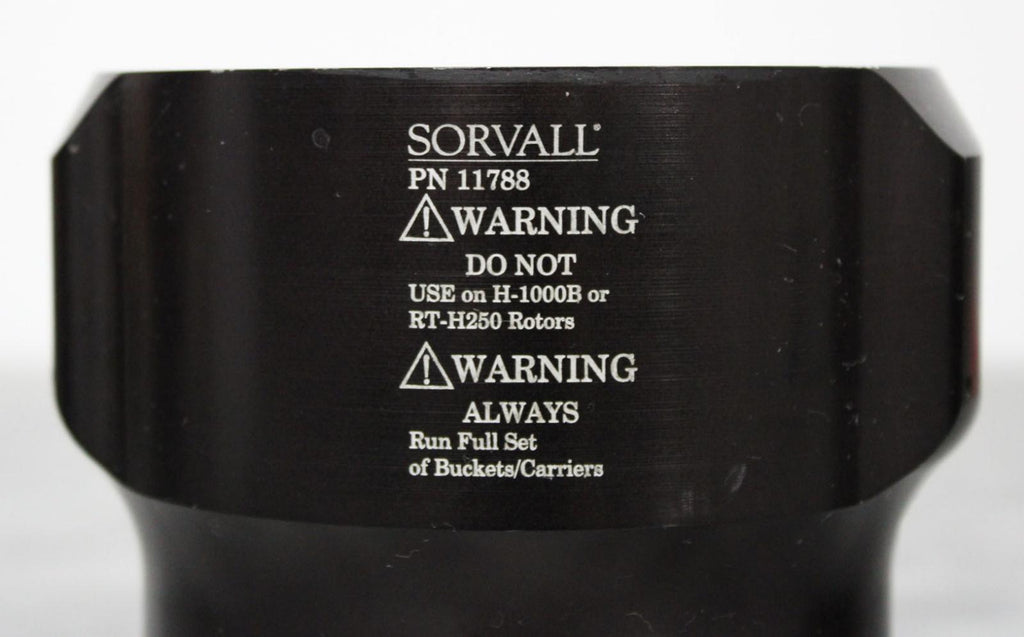 SORVALL®
PN 11788
⚠WARNING
DO NOT
USE on H-1000B or
RT-H250 Rotors
⚠WARNING
ALWAYS
Run Full Set
of Buckets/Carriers